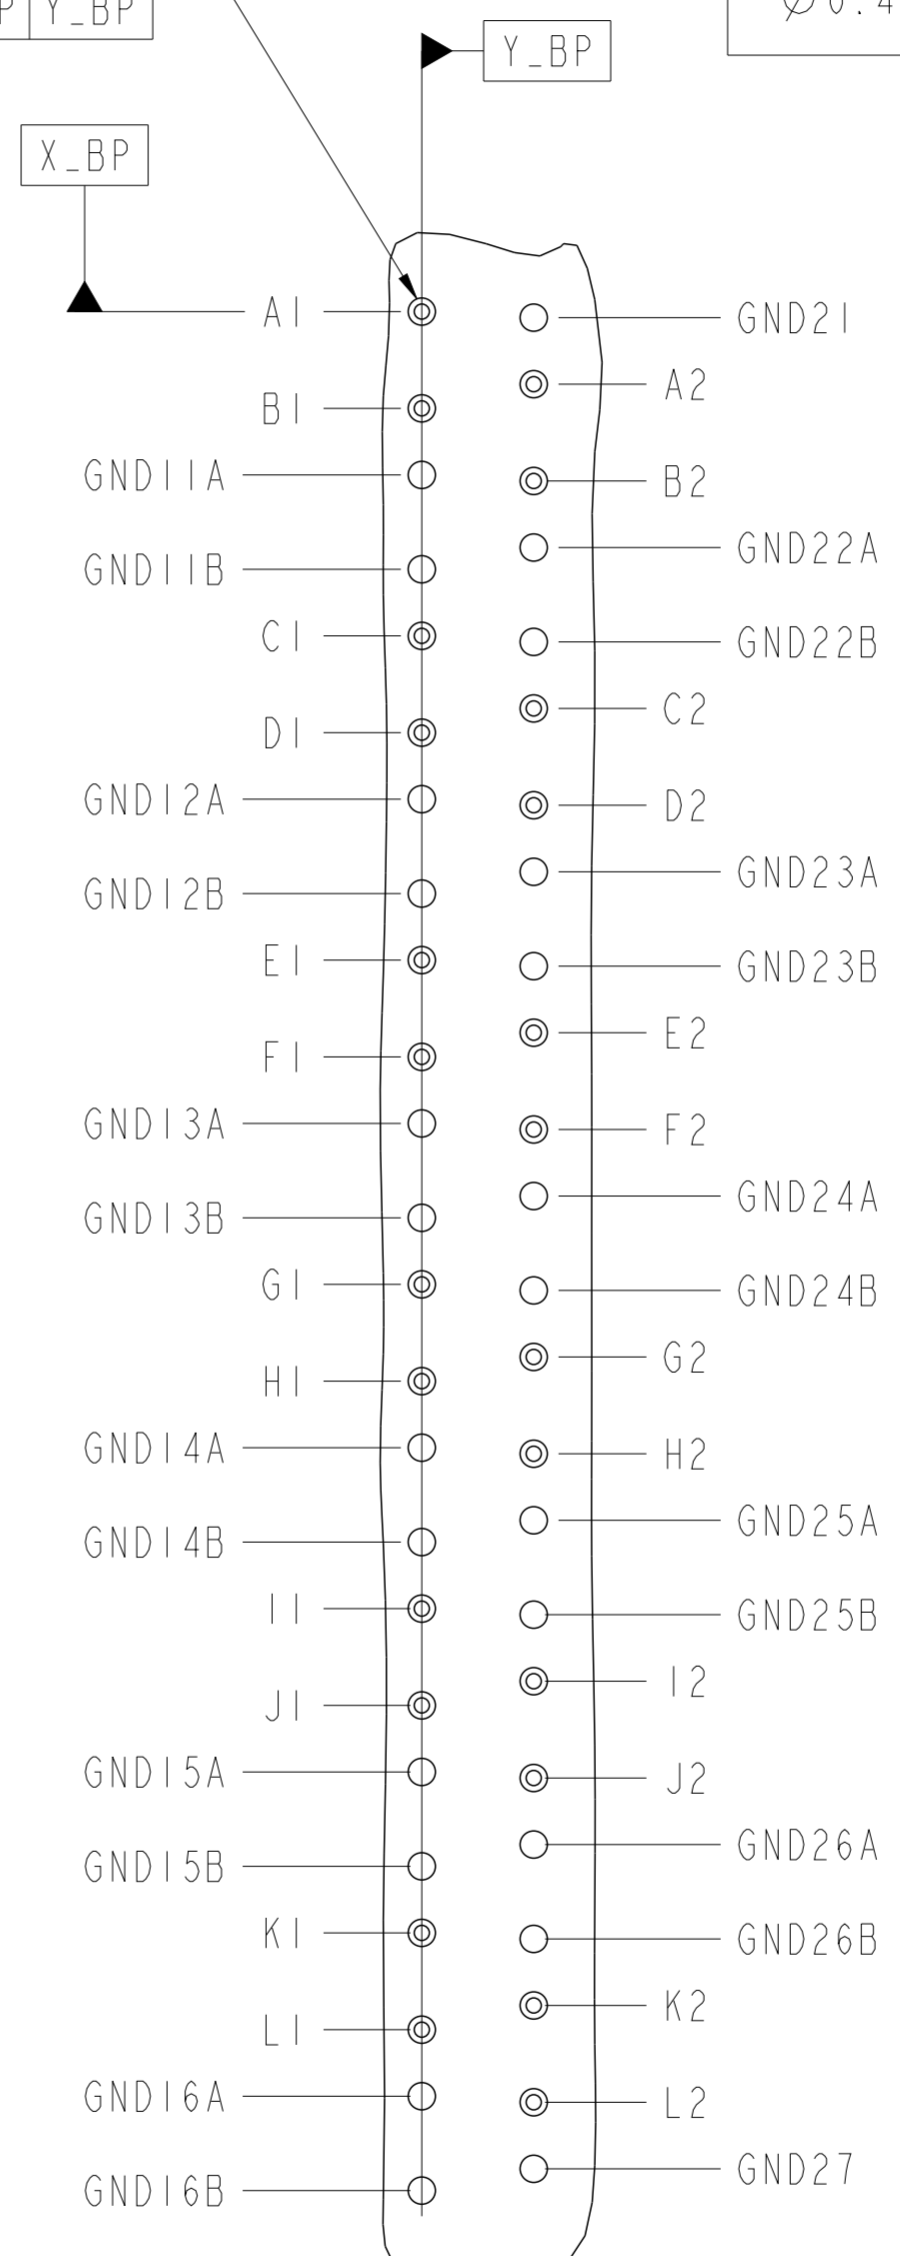 Y_BP
Y_BP
X_BP
A1
GND21
A2
B1
GND11A
B2
GND22A
GND11B
C1
GND22B
C2
D1
GND12A
D2
GND23A
GND12B
E1
GND23B
E2
F1
GND13A
F2
GND24A
GND13B
G1
GND24B
G2
H1
GND14A
H2
GND25A
GND14B
I1
GND25B
I2
J1
GND15A
J2
GND26A
GND15B
K1
GND26B
K2
L1
GND16A
L2
GND27
GND16B